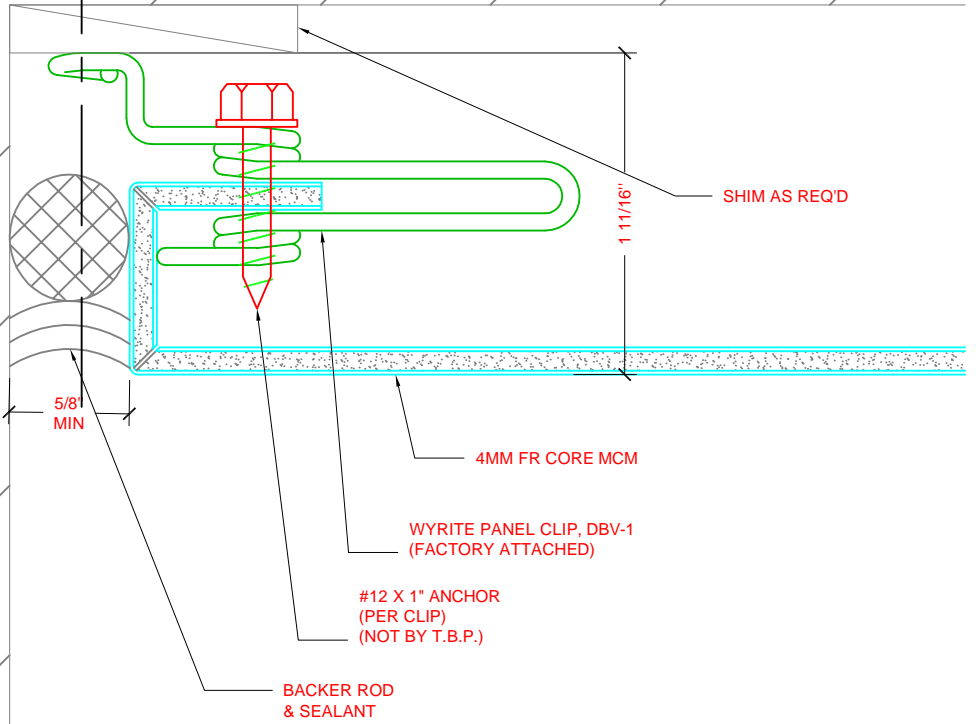 SHIM AS REQ'D
1 11/16"
5/8"
MIN
4MM FR CORE MCM
WYRITE PANEL CLIP, DBV-1
(FACTORY ATTACHED)
#12 X 1" ANCHOR
(PER CLIP)
(NOT BY T.B.P.)
BACKER ROD
& SEALANT